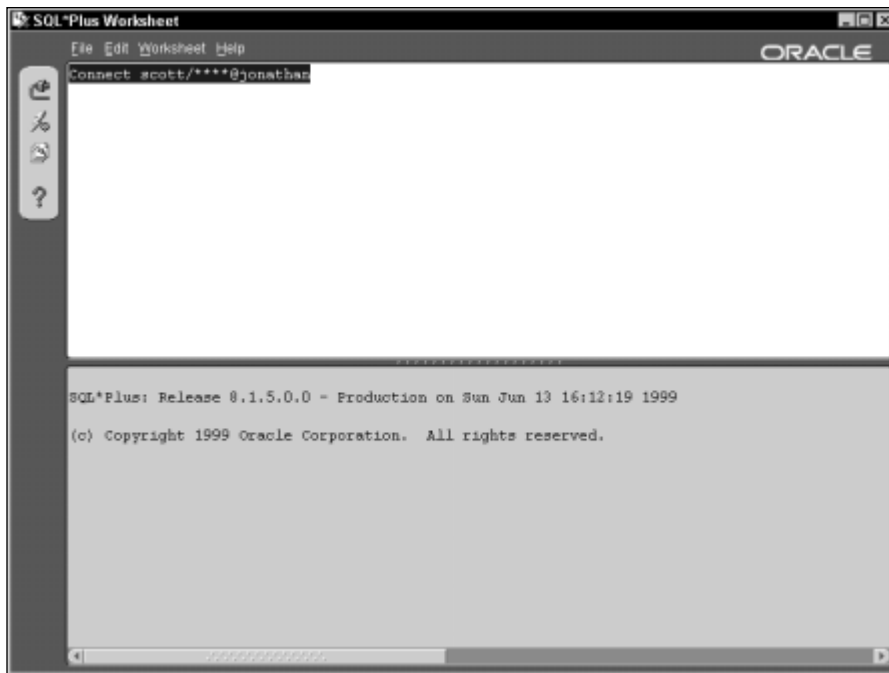 SQL*Plus Worksheet
File Edit Worksheet Help
ORACLE
Connect scott/****@jonathan
?
SQL*Plus: Release 8.1.5.0.0 - Production on Sun Jun 13 16:12:19 1999
(c) Copyright 1999 Oracle Corporation.  All rights reserved.